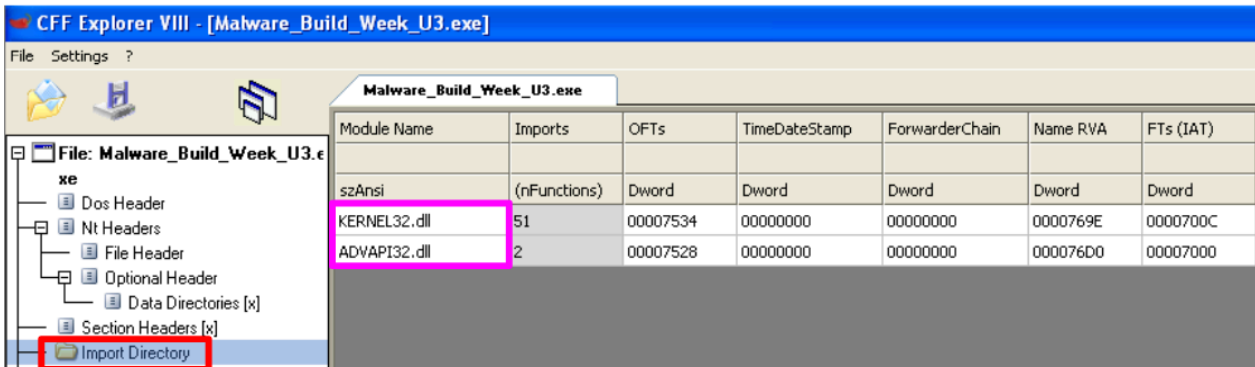 CFF Explorer VIII - [Malware_Build_Week_U3.exe]
File Settings ?
Malware_Build_Week_U3.exe
File: Malware_Build_Week_U3.e
xe
Dos Header
Nt Headers
File Header
Optional Header
Data Directories [x]
Section Headers [x]
Import Directory
Module Name Imports OFTs TimeDateStamp ForwarderChain Name RVA FTs (IAT)
szAnsi (nFunctions) Dword Dword Dword Dword Dword
KERNEL32.dll 51 00007534 00000000 00000000 0000769E 0000700C
ADVAPI32.dll 2 00007528 00000000 00000000 000076D0 00007000